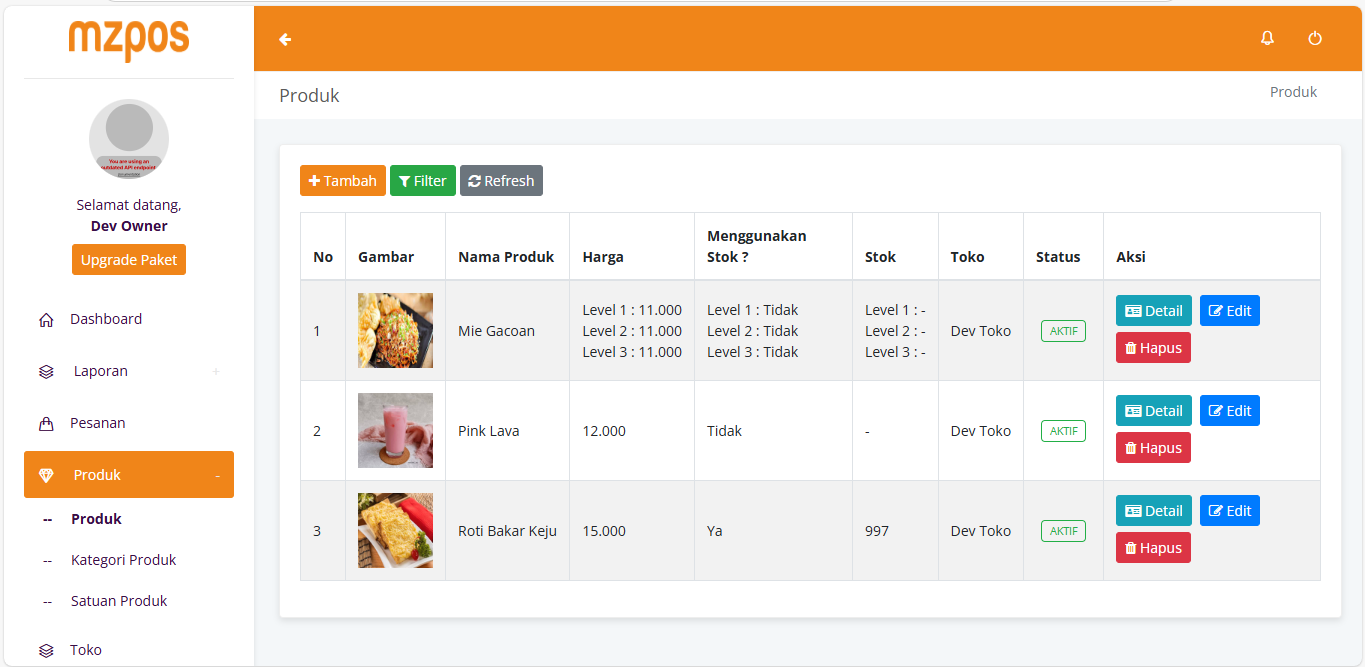 mzpos
You are using an
outdated API endpoint
Selamat datang,
Dev Owner
Upgrade Paket
Dashboard
Laporan +
Pesanan
Produk -
-- Produk
-- Kategori Produk
-- Satuan Produk
Toko
Produk
Produk
Tambah Filter Refresh
No Gambar Nama Produk Harga Menggunakan Stok ? Stok Toko Status Aksi
1 Mie Gacoan
Level 1 : 11.000
Level 2 : 11.000
Level 3 : 11.000
Level 1 : Tidak
Level 2 : Tidak
Level 3 : Tidak
Level 1 : -
Level 2 : -
Level 3 : -
Dev Toko AKTIF Detail Edit
Hapus
2 Pink Lava 12.000 Tidak - Dev Toko AKTIF Detail Edit
Hapus
3 Roti Bakar Keju 15.000 Ya 997 Dev Toko AKTIF Detail Edit
Hapus